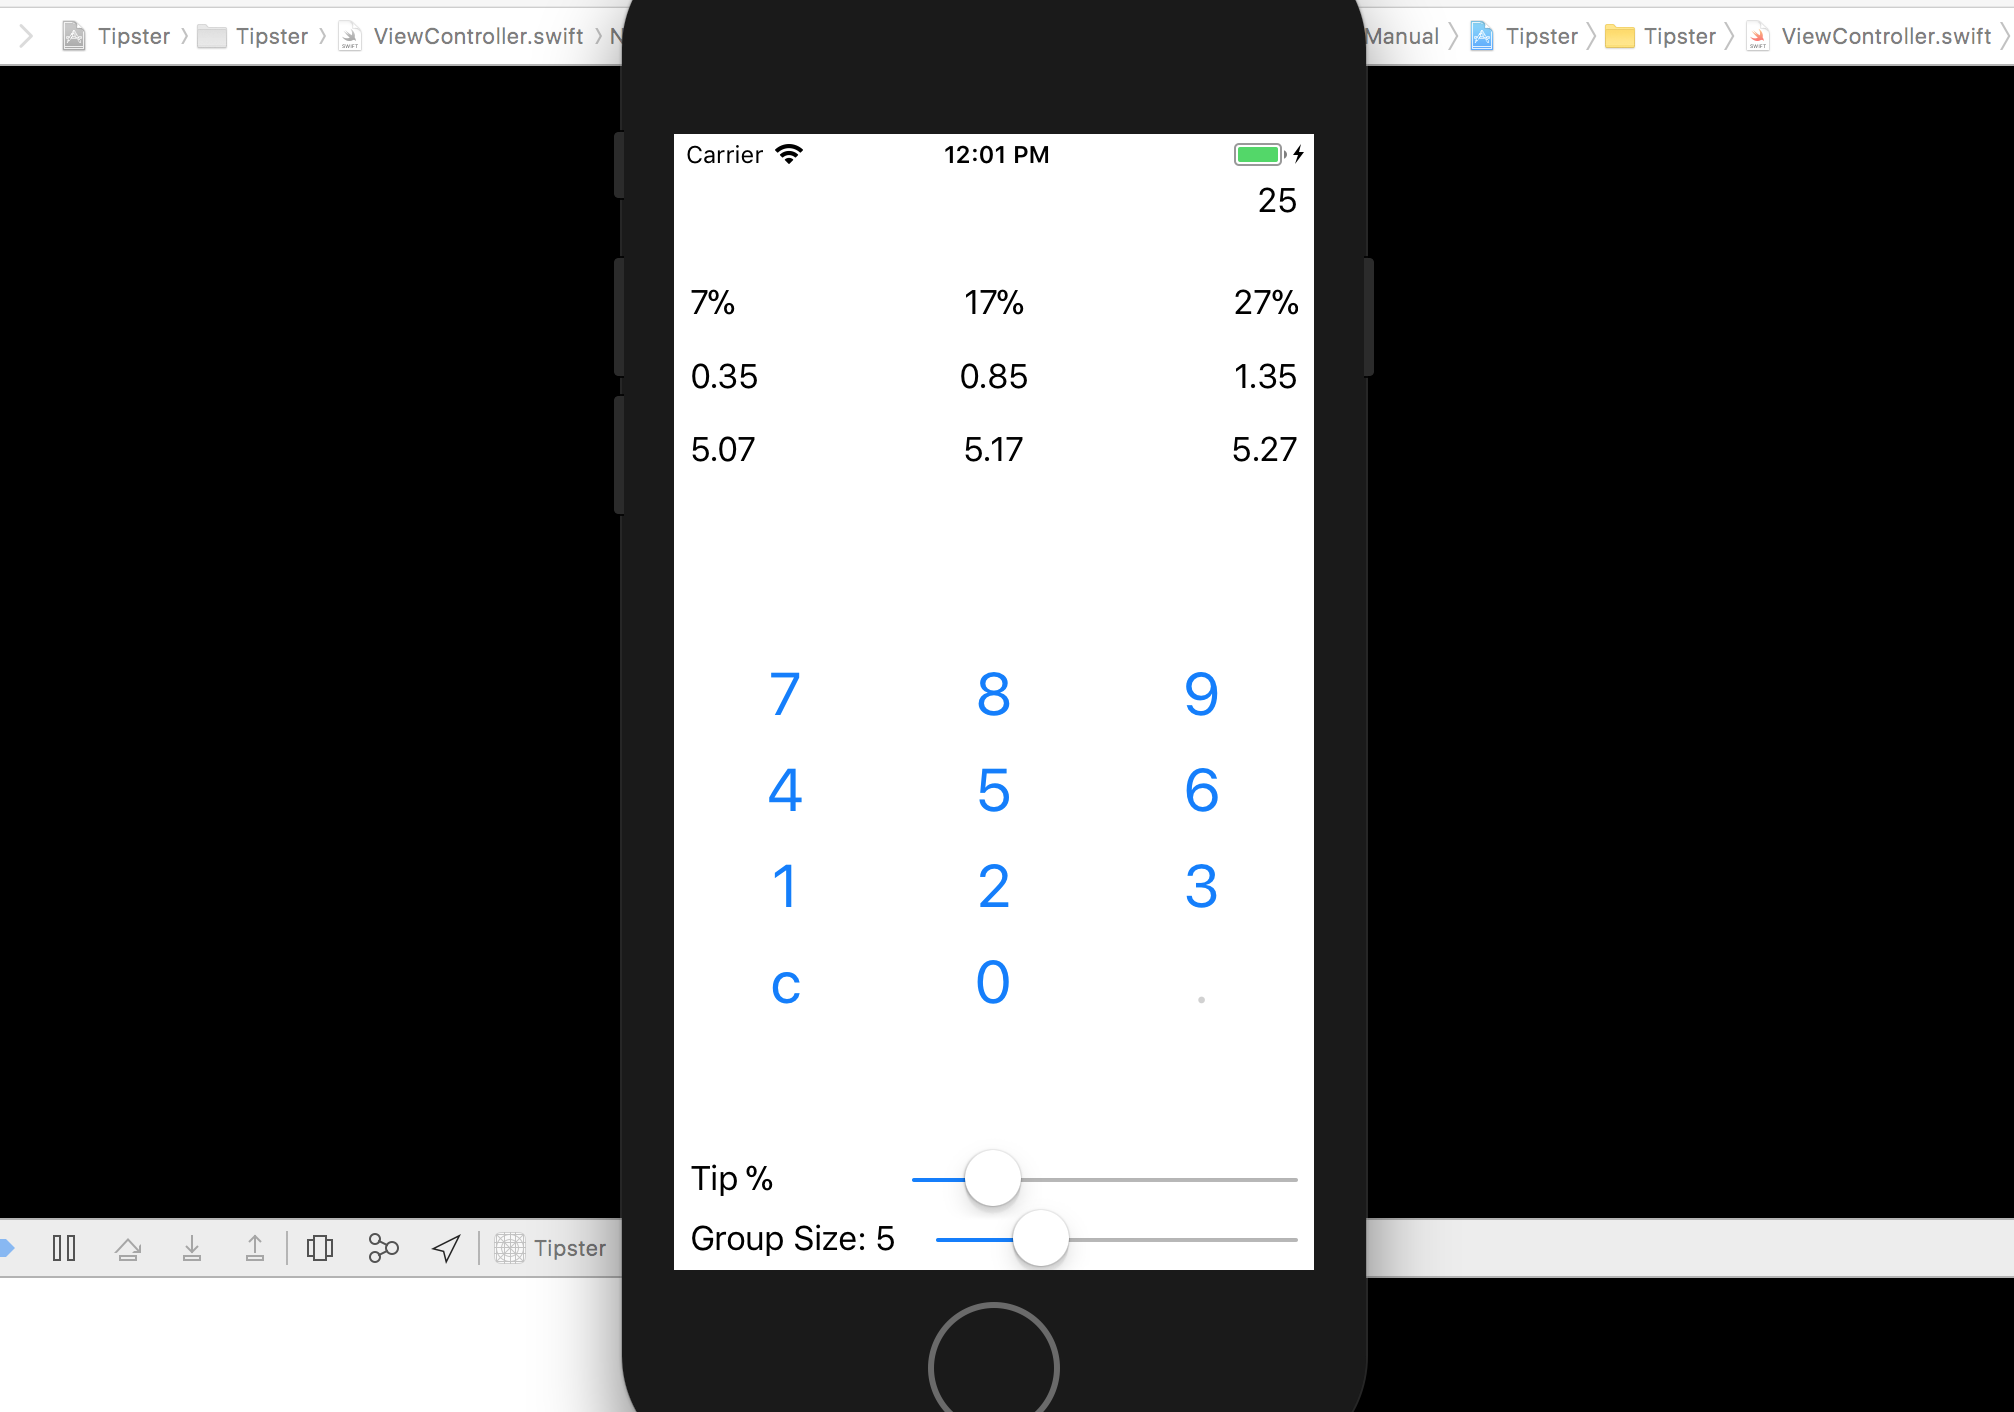 Tipster Tipster ViewController.swift N
Manual Tipster Tipster ViewController.swift
Carrier 12:01 PM
25
7% 17% 27%
0.35 0.85 1.35
5.07 5.17 5.27
7 8 9
4 5 6
1 2 3
c 0 .
Tip %
Group Size: 5
Tipster